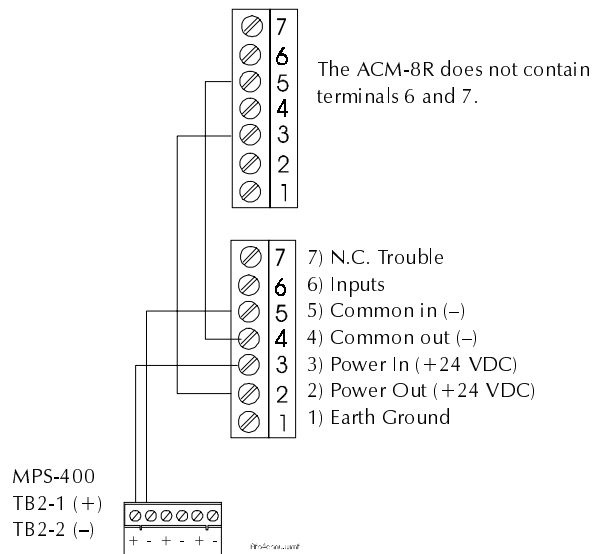 7
6
5
4
3
2
1
The ACM-8R does not contain
terminals 6 and 7.
7 7) N.C. Trouble
6 6) Inputs
5 5) Common in (–)
4 4) Common out (–)
3 3) Power In (+24 VDC)
2 2) Power Out (+24 VDC)
1 1) Earth Ground
MPS-400
TB2-1 (+)
TB2-2 (–)
+ - + - + -